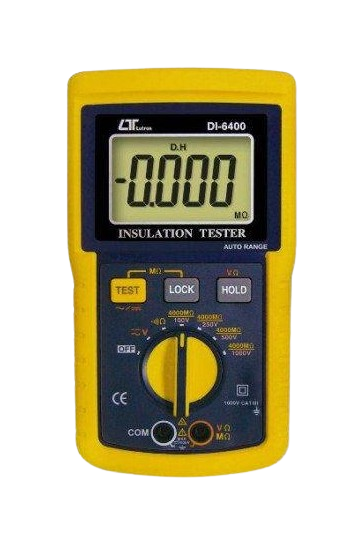 LT Lutron DI-6400
D.H
-0.000
MΩ
INSULATION TESTER
AUTO RANGE
MΩ VΩ
TEST LOCK HOLD
Ω 4000MΩ 4000MΩ
100V 250V
V 4000MΩ
500V
OFF 4000MΩ
1000V
CE
1000V CAT III
COM VΩ
MΩ